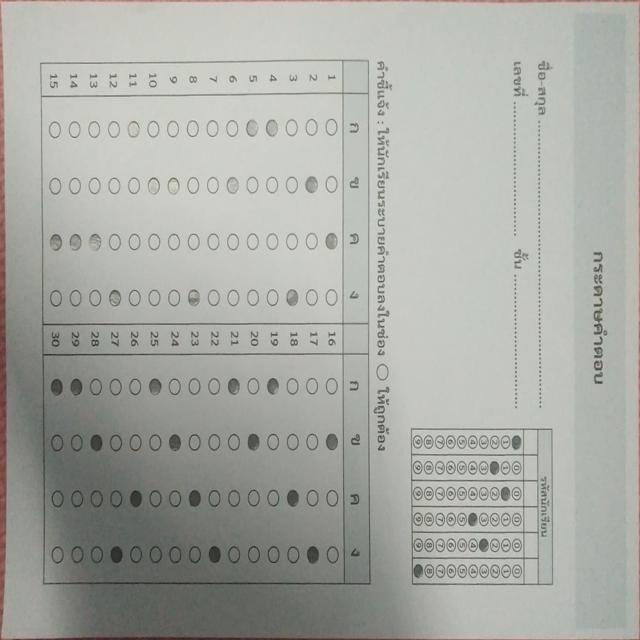 กระดาษคำตอบ
ชื่อ-สกุล
เลขที่ ชั้น
รหัสนักเรียน
0 0 0 0 0
1 1 1 1 1
2 2 2 2 2
3 3 3 3 3
4 4 4 4 4
5 5 5 5 5 5
6 6 6 6 6 6
7 7 7 7 7 7
8 8 8 8 8 8
9 9 9 9 9
คำชี้แจ้ง : ให้นักเรียนระบายคำตอบลงในช่อง ◯ ให้ถูกต้อง
ก ข ค ง ก ข ค ง
1 16
2 17
3 18
4 19
5 20
6 21
7 22
8 23
9 24
10 25
11 26
12 27
13 28
14 29
15 30